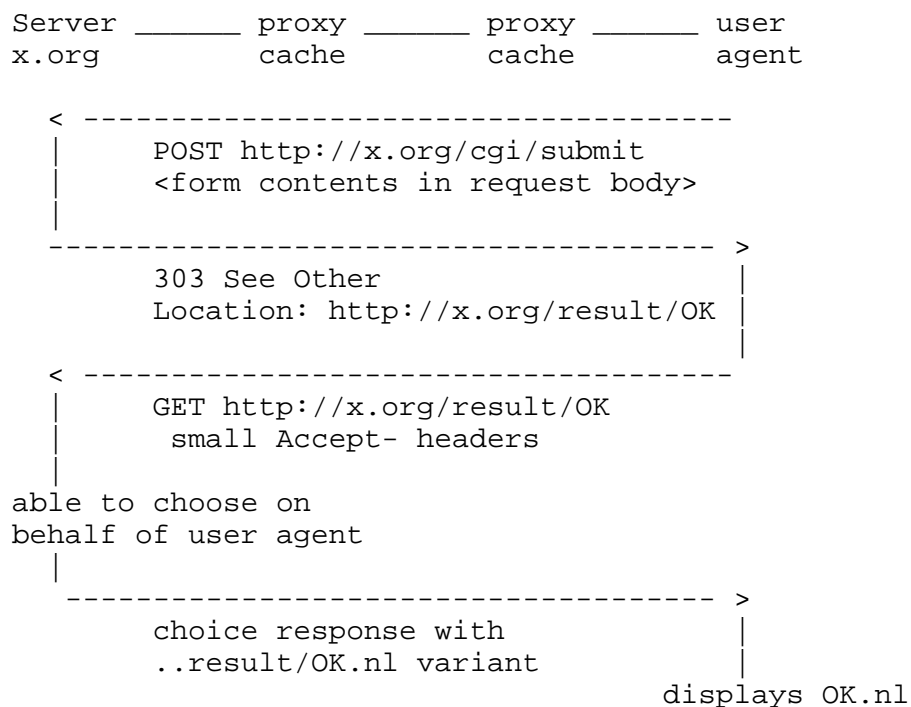 Server ______ proxy ______ proxy ______ user
x.org cache cache agent
< -------------------------------------
| POST http://x.org/cgi/submit
| <form contents in request body>
|
-------------------------------------- >
303 See Other |
Location: http://x.org/result/OK |
|
< -------------------------------------
| GET http://x.org/result/OK
| small Accept- headers
|
able to choose on
behalf of user agent
|
------------------------------------- >
choice response with |
..result/OK.nl variant |
displays OK.nl